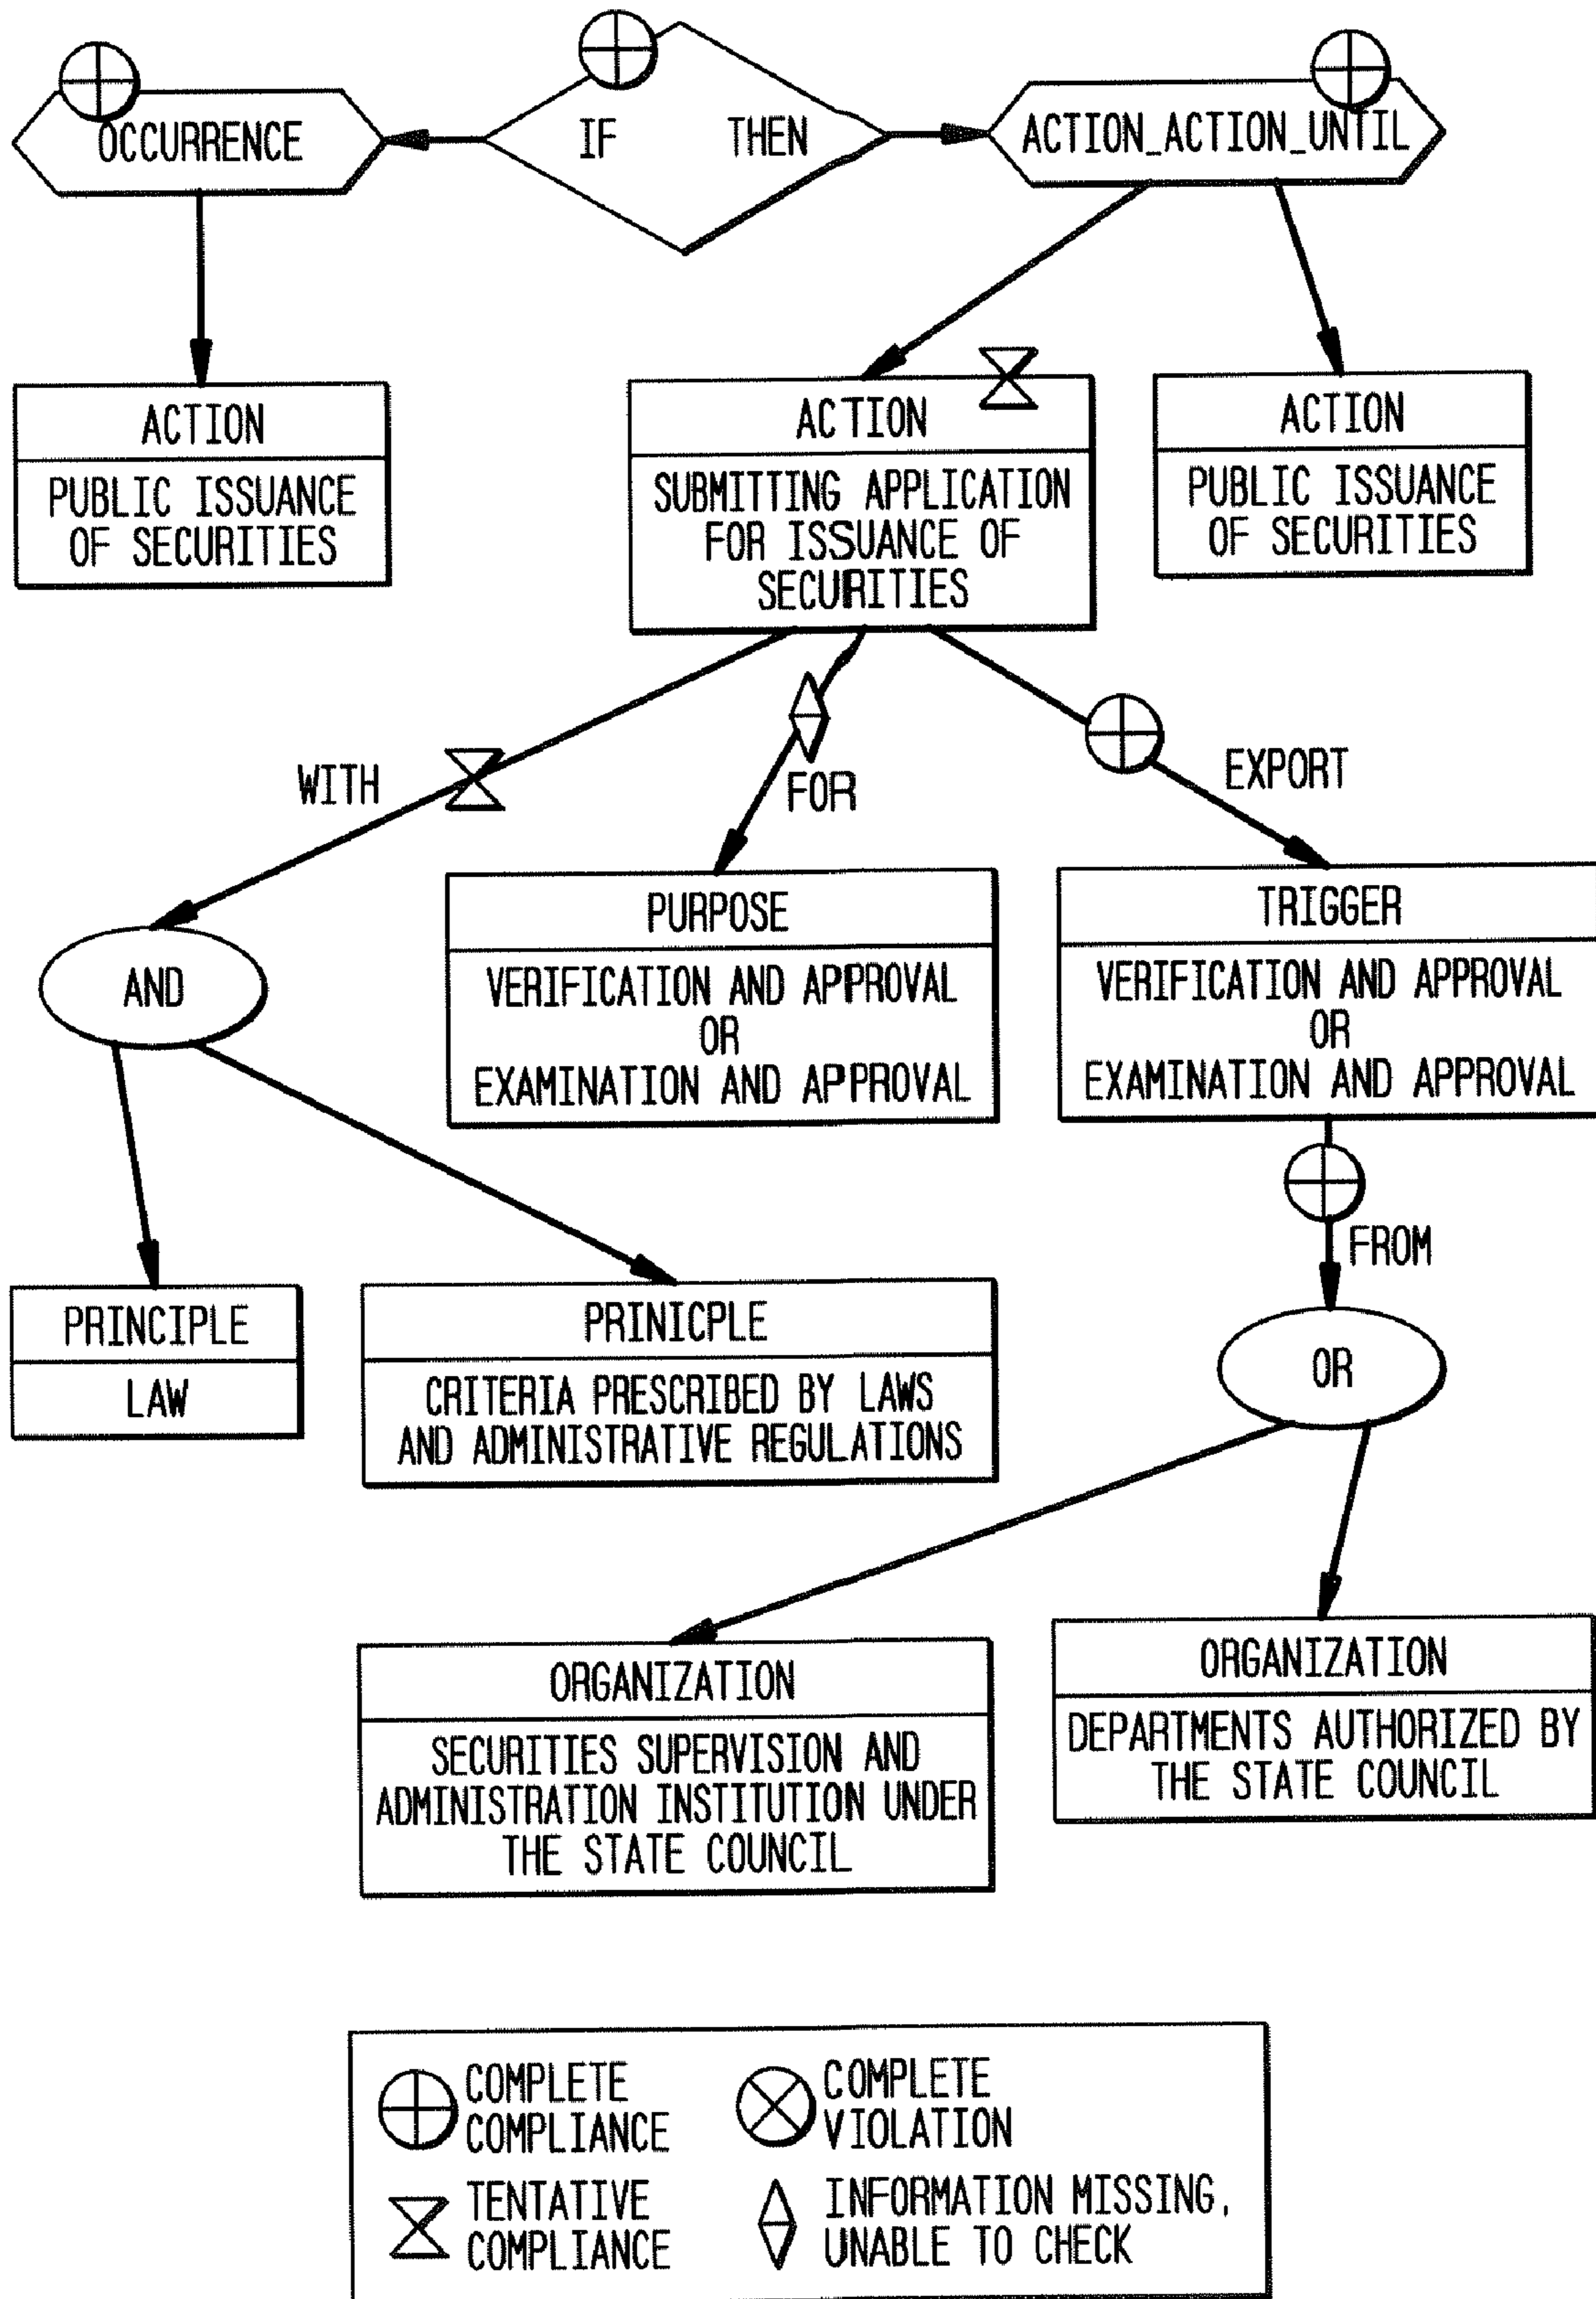 OCCURRENCE
IF THEN
ACTION_ACTION_UNTIL
ACTION
PUBLIC ISSUANCE
OF SECURITIES
ACTION
SUBMITTING APPLICATION
FOR ISSUANCE OF
SECURITIES
ACTION
PUBLIC ISSUANCE
OF SECURITIES
WITH
FOR
EXPORT
AND
PURPOSE
VERIFICATION AND APPROVAL
OR
EXAMINATION AND APPROVAL
TRIGGER
VERIFICATION AND APPROVAL
OR
EXAMINATION AND APPROVAL
FROM
PRINCIPLE
LAW
PRINICPLE
CRITERIA PRESCRIBED BY LAWS
AND ADMINISTRATIVE REGULATIONS
OR
ORGANIZATION
SECURITIES SUPERVISION AND
ADMINISTRATION INSTITUTION UNDER
THE STATE COUNCIL
ORGANIZATION
DEPARTMENTS AUTHORIZED BY
THE STATE COUNCIL
COMPLETE
COMPLIANCE
COMPLETE
VIOLATION
TENTATIVE
COMPLIANCE
INFORMATION MISSING,
UNABLE TO CHECK